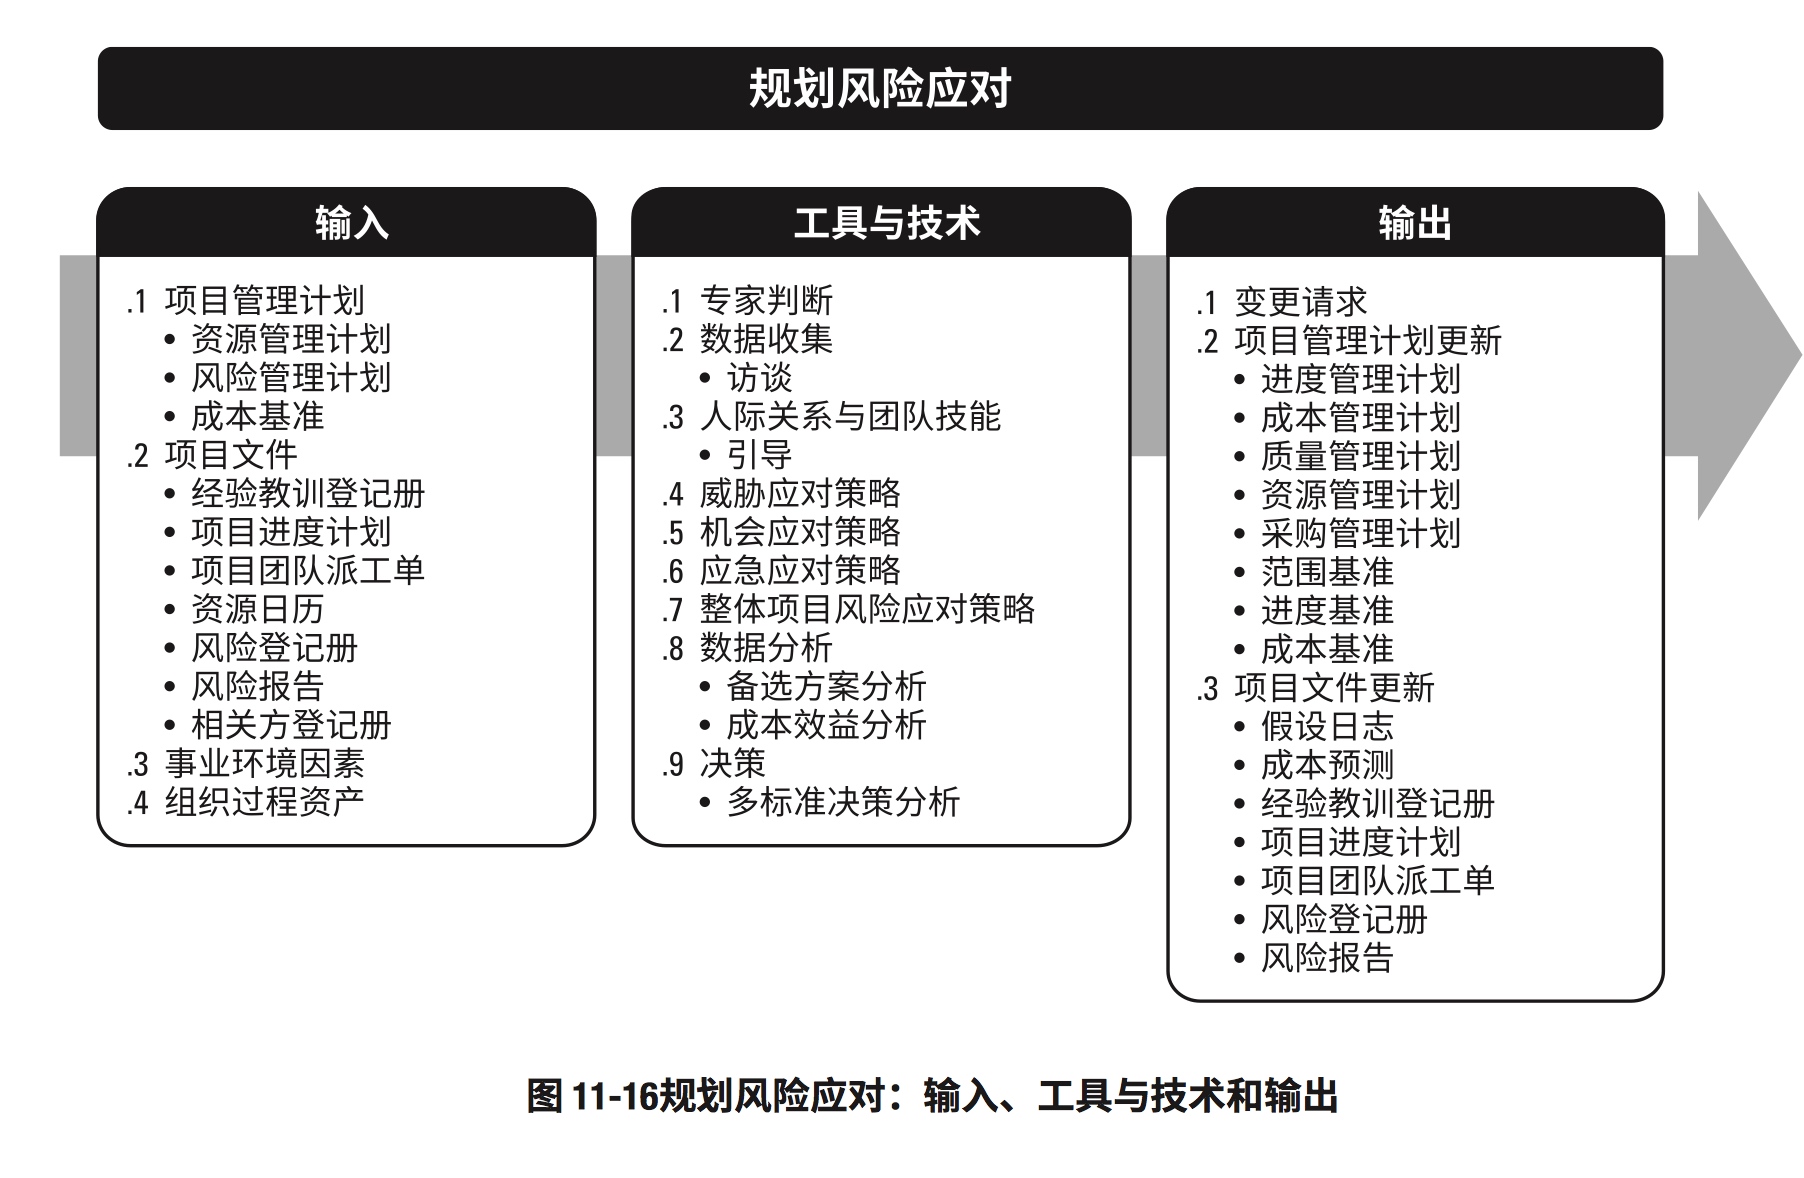 规划风险应对
输入
.1 项目管理计划
• 资源管理计划
• 风险管理计划
• 成本基准
.2 项目文件
• 经验教训登记册
• 项目进度计划
• 项目团队派工单
• 资源日历
• 风险登记册
• 风险报告
• 相关方登记册
.3 事业环境因素
.4 组织过程资产
工具与技术
.1 专家判断
.2 数据收集
• 访谈
.3 人际关系与团队技能
• 引导
.4 威胁应对策略
.5 机会应对策略
.6 应急应对策略
.7 整体项目风险应对策略
.8 数据分析
• 备选方案分析
• 成本效益分析
.9 决策
• 多标准决策分析
输出
.1 变更请求
.2 项目管理计划更新
• 进度管理计划
• 成本管理计划
• 质量管理计划
• 资源管理计划
• 采购管理计划
• 范围基准
• 进度基准
• 成本基准
.3 项目文件更新
• 假设日志
• 成本预测
• 经验教训登记册
• 项目进度计划
• 项目团队派工单
• 风险登记册
• 风险报告
图 11-16规划风险应对：输入、工具与技术和输出